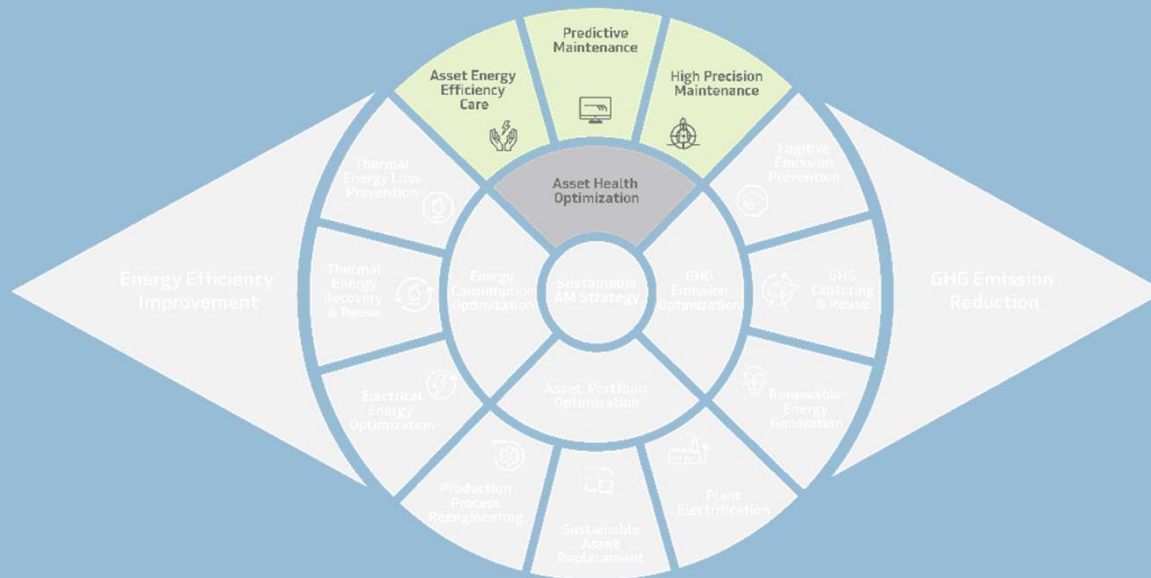 Predictive
Maintenance
Asset Energy
Efficiency
Care
High Precision
Maintenance
Thermal
Energy Loss
Prevention
Asset Health
Optimization
Fugitive
Emission
Prevention
Energy Efficiency
Improvement
Thermal
Energy
Recovery
& Reuse
Energy
Consumption
Optimization
Sustainable
AM Strategy
GHG
Emission
Optimization
GHG
Capturing
& Reuse
GHG Emission
Reduction
Electrical
Energy
Optimization
Asset Portfolio
Optimization
Renewable
Energy
Generation
Production
Process
Reengineering
Sustainable
Asset
Replacement
Plant
Electrification